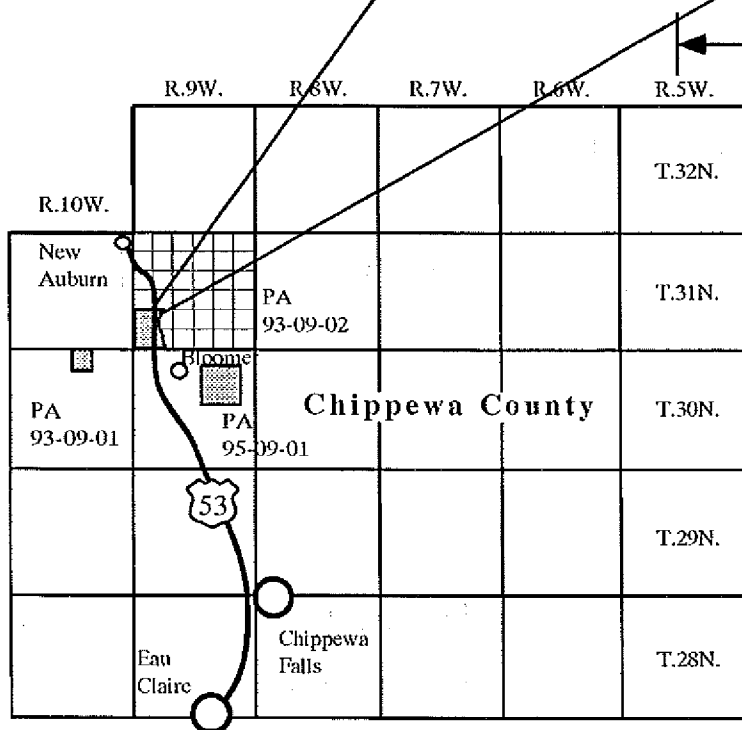 R.9W. R.8W. R.7W. R.6W. R.5W.
T.32N.
R.10W.
New
Auburn
PA
93-09-02
T.31N.
Bloomer
Chippewa County
PA
93-09-01
PA
95-09-01
T.30N.
53
T.29N.
Chippewa
Falls
Eau
Claire
T.28N.